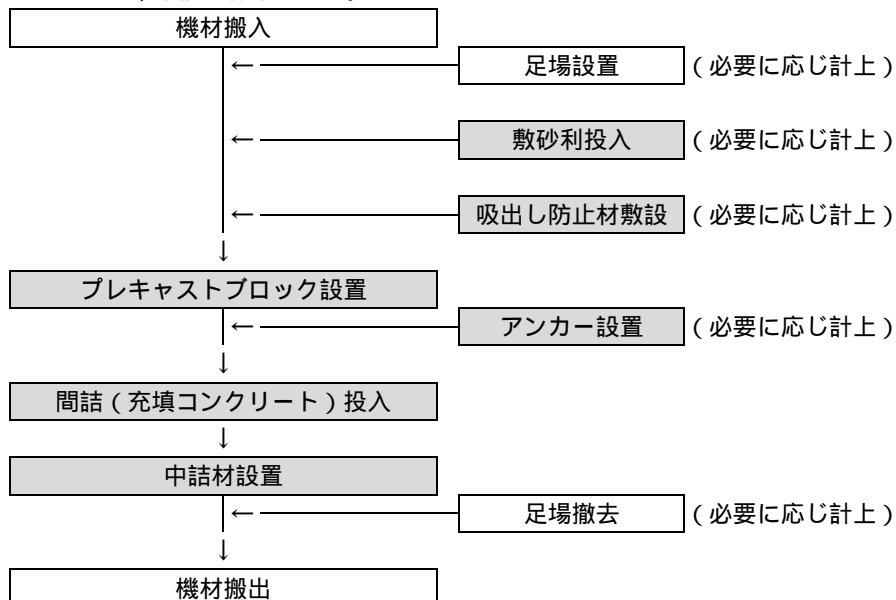 機材搬入
← 足場設置 (必要に応じ計上)
← 敷砂利投入 (必要に応じ計上)
← 吸出し防止材敷設 (必要に応じ計上)
↓
プレキャストブロック設置
← アンカー設置 (必要に応じ計上)
↓
間詰(充填コンクリート)投入
↓
中詰材設置
← 足場撤去 (必要に応じ計上)
↓
機材搬出